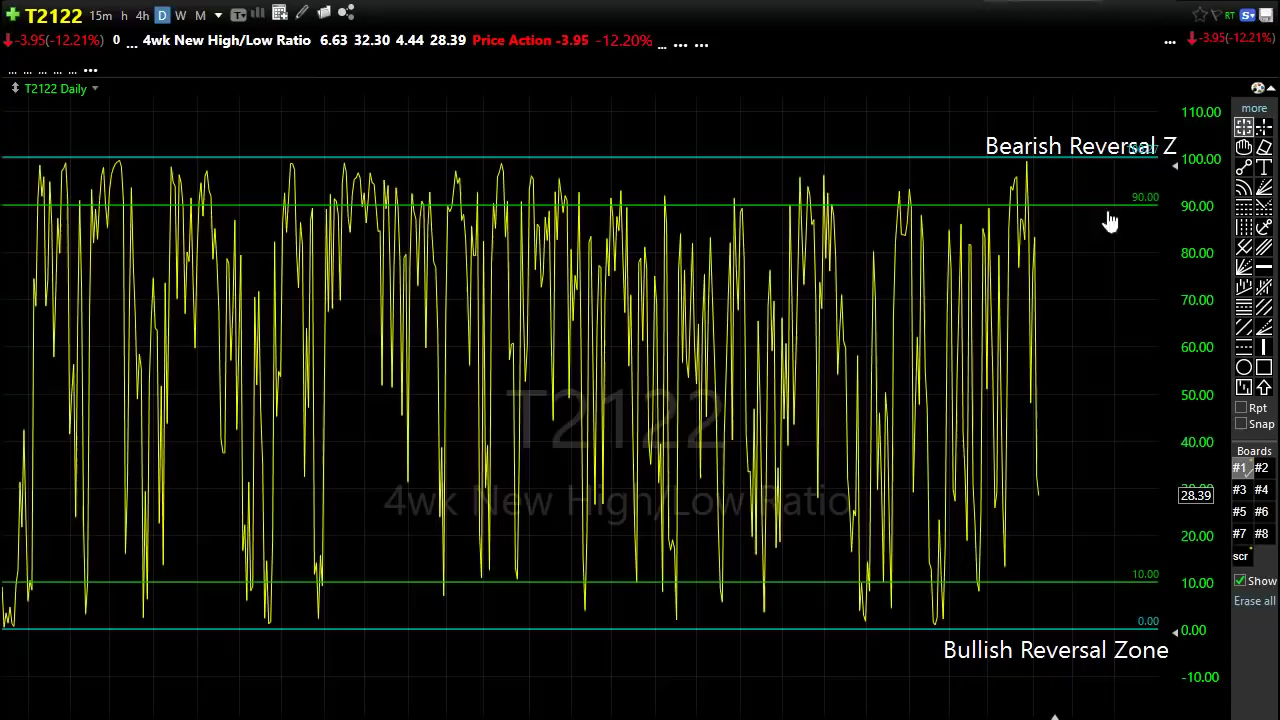 T2122 15m h 4h D W M RT S
-3.95(-12.21%) 0 ... 4wk New High/Low Ratio 6.63 32.30 4.44 28.39 Price Action -3.95 -12.20% ... ... ... ... -3.95(-12.21%)
... ... ... ... ... ...
T2122 Daily
more
110.00
Bearish Reversal Z
100.00
90.00
90.00
80.00
70.00
60.00
50.00
40.00
28.39
20.00
10.00
10.00
0.00
0.00
-10.00
Bullish Reversal Zone
T2122
4wk New High/Low Ratio
Rpt
Snap
Boards
#1 #2
#3 #4
#5 #6
#7 #8
scr
Show
Erase all